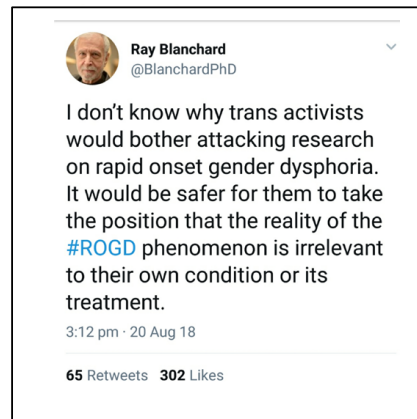 Ray Blanchard
@BlanchardPhD
I don't know why trans activists
would bother attacking research
on rapid onset gender dysphoria.
It would be safer for them to take
the position that the reality of the
#ROGD phenomenon is irrelevant
to their own condition or its
treatment.
3:12 pm · 20 Aug 18
65 Retweets 302 Likes